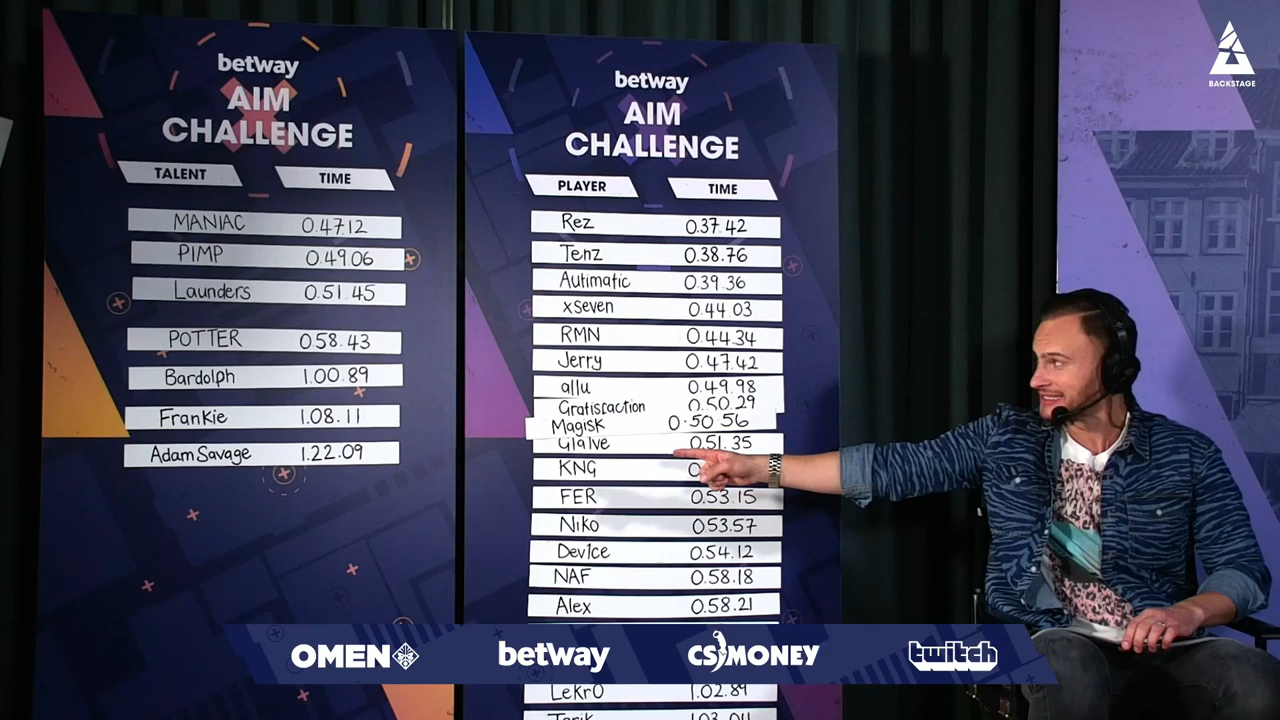 betway
AIM
CHALLENGE
TALENT TIME
MANIAC 0.47.12
PIMP 0.49.06
Launders 0.51.45
POTTER 0 58.43
Bardolph 1.00.89
Frankie 1.08.11
Adam Savage 1.22.09
betway
AIM
CHALLENGE
PLAYER TIME
Rez 0.37.42
Tenz 0.38.76
Autimatic 0.39.36
xseven 0.44.03
RMN 0.44.34
Jerry 0.47.42
allu 0.49.98
Gratisfaction 0.50.29
Magisk 0.50 56
Glaive 0.51.35
KNG
FER 0.53.15
Niko 053.57
Dev1ce 0.54.12
NAF 0.58.18
Alex 0.58.21
LeKr0 1.02.89
BACKSTAGE
OMEN betway CS MONEY twitch